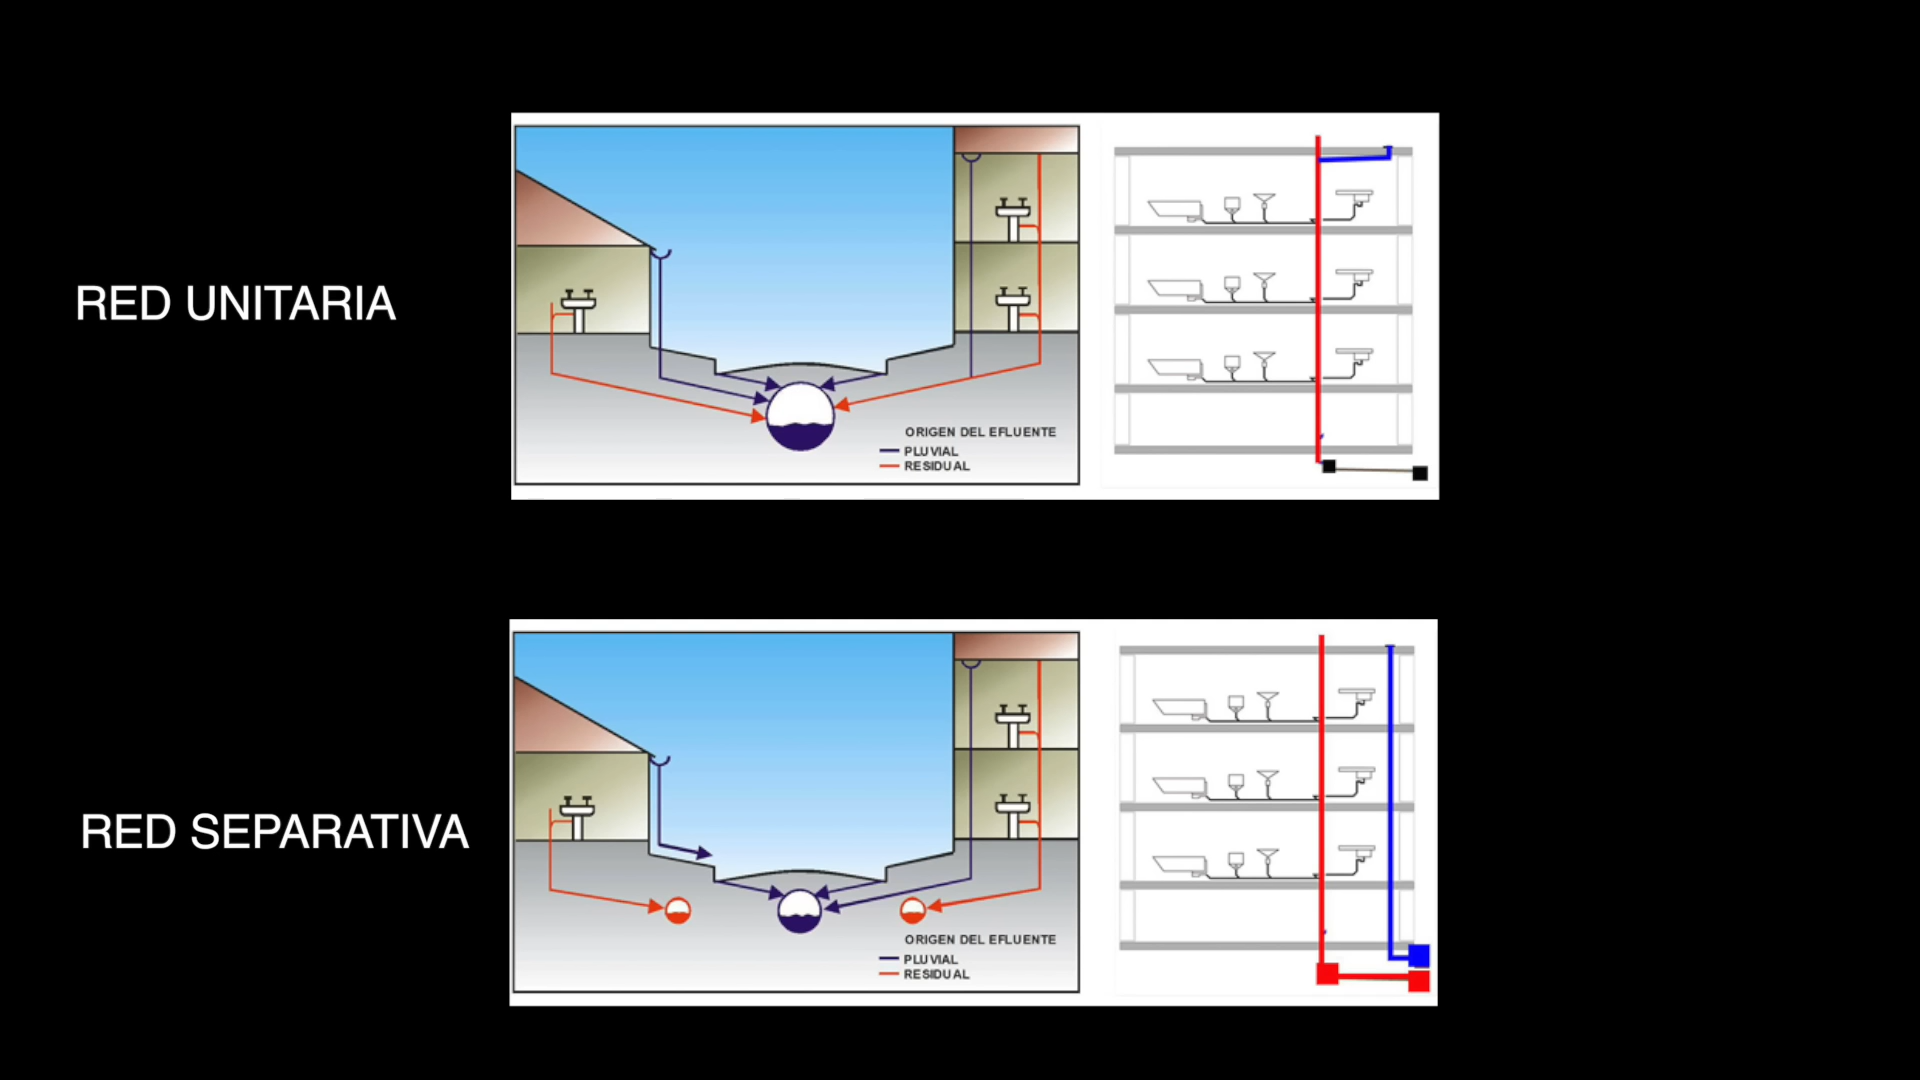 RED UNITARIA
ORIGEN DEL EFLUENTE
PLUVIAL
RESIDUAL
RED SEPARATIVA
ORIGEN DEL EFLUENTE
PLUVIAL
RESIDUAL